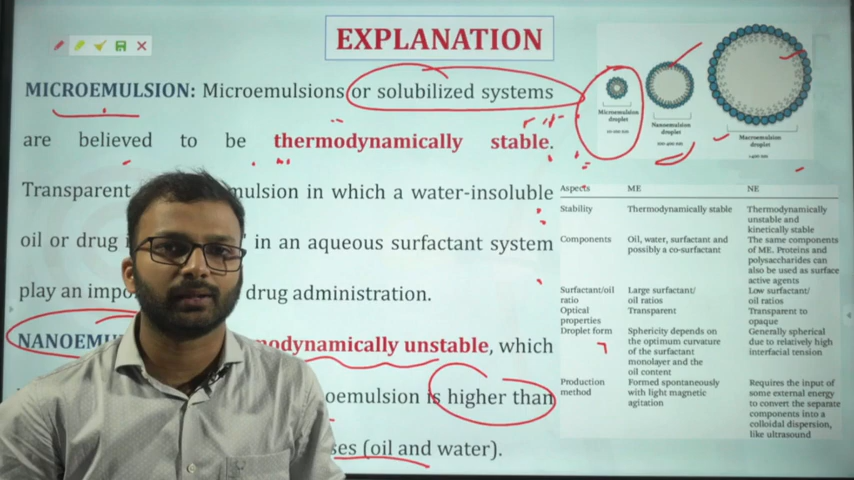 EXPLANATION
MICROEMULSION: Microemulsions or solubilized systems
are believed to be thermodynamically stable.
Transparent mulsion in which a water-insoluble
oil or drug in an aqueous surfactant system
play an drug administration.
unstable, which
is higher than
(oil and water).
Microemulsion
droplet
Nanoemulsion
droplet
Macroemulsion
droplet
Aspects ME NE
Stability Thermodynamically stable Thermodynamically
unstable and
kinetically stable
Components Oil, water, surfactant and The same components
possibly a co-surfactant of ME. Proteins and
polysaccharides can
also be used as surface
active agents
Surfactant/oil Large surfactant/ Low surfactant/
ratio oil ratios oil ratios
Optical Transparent Transparent to
properties opaque
Droplet form Sphericity depends on Generally spherical
the optimum curvature due to relatively high
of the surfactant interfacial tension
monolayer and the
oil content
Production Formed spontaneously Requires the input of
method with light magnetic some external energy
agitation to convert the separate
components into a
colloidal dispersion,
like ultrasound